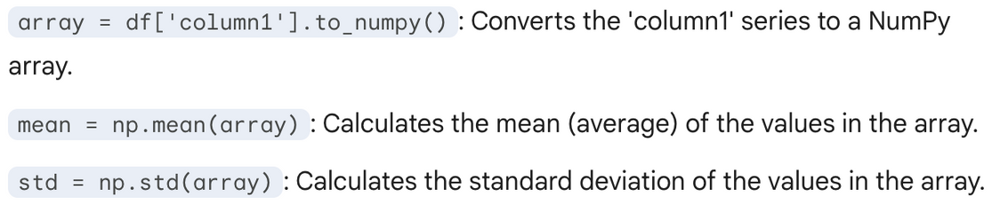 array = df['column1'].to_numpy() : Converts the 'column1' series to a NumPy
array.
mean = np.mean(array) : Calculates the mean (average) of the values in the array.
std = np.std(array) : Calculates the standard deviation of the values in the array.